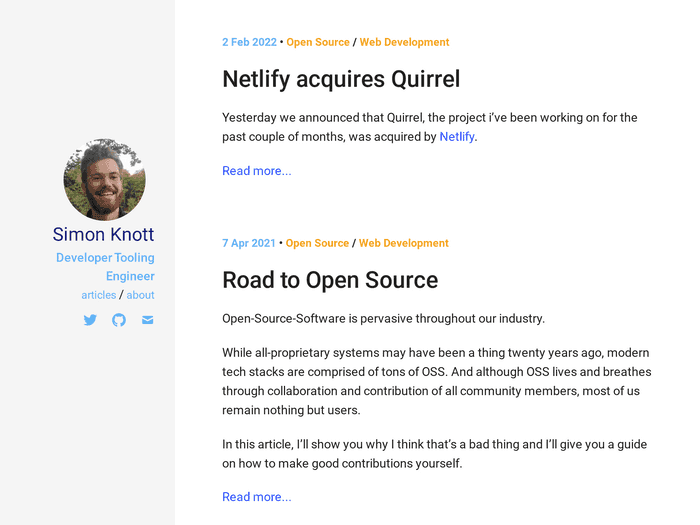 Simon Knott
Developer Tooling
Engineer
articles / about
2 Feb 2022 • Open Source / Web Development
Netlify acquires Quirrel
Yesterday we announced that Quirrel, the project i've been working on for the
past couple of months, was acquired by Netlify.
Read more...
7 Apr 2021 • Open Source / Web Development
Road to Open Source
Open-Source-Software is pervasive throughout our industry.
While all-proprietary systems may have been a thing twenty years ago, modern
tech stacks are comprised of tons of OSS. And although OSS lives and breathes
through collaboration and contribution of all community members, most of us
remain nothing but users.
In this article, I'll show you why I think that's a bad thing and I'll give you a guide
on how to make good contributions yourself.
Read more...